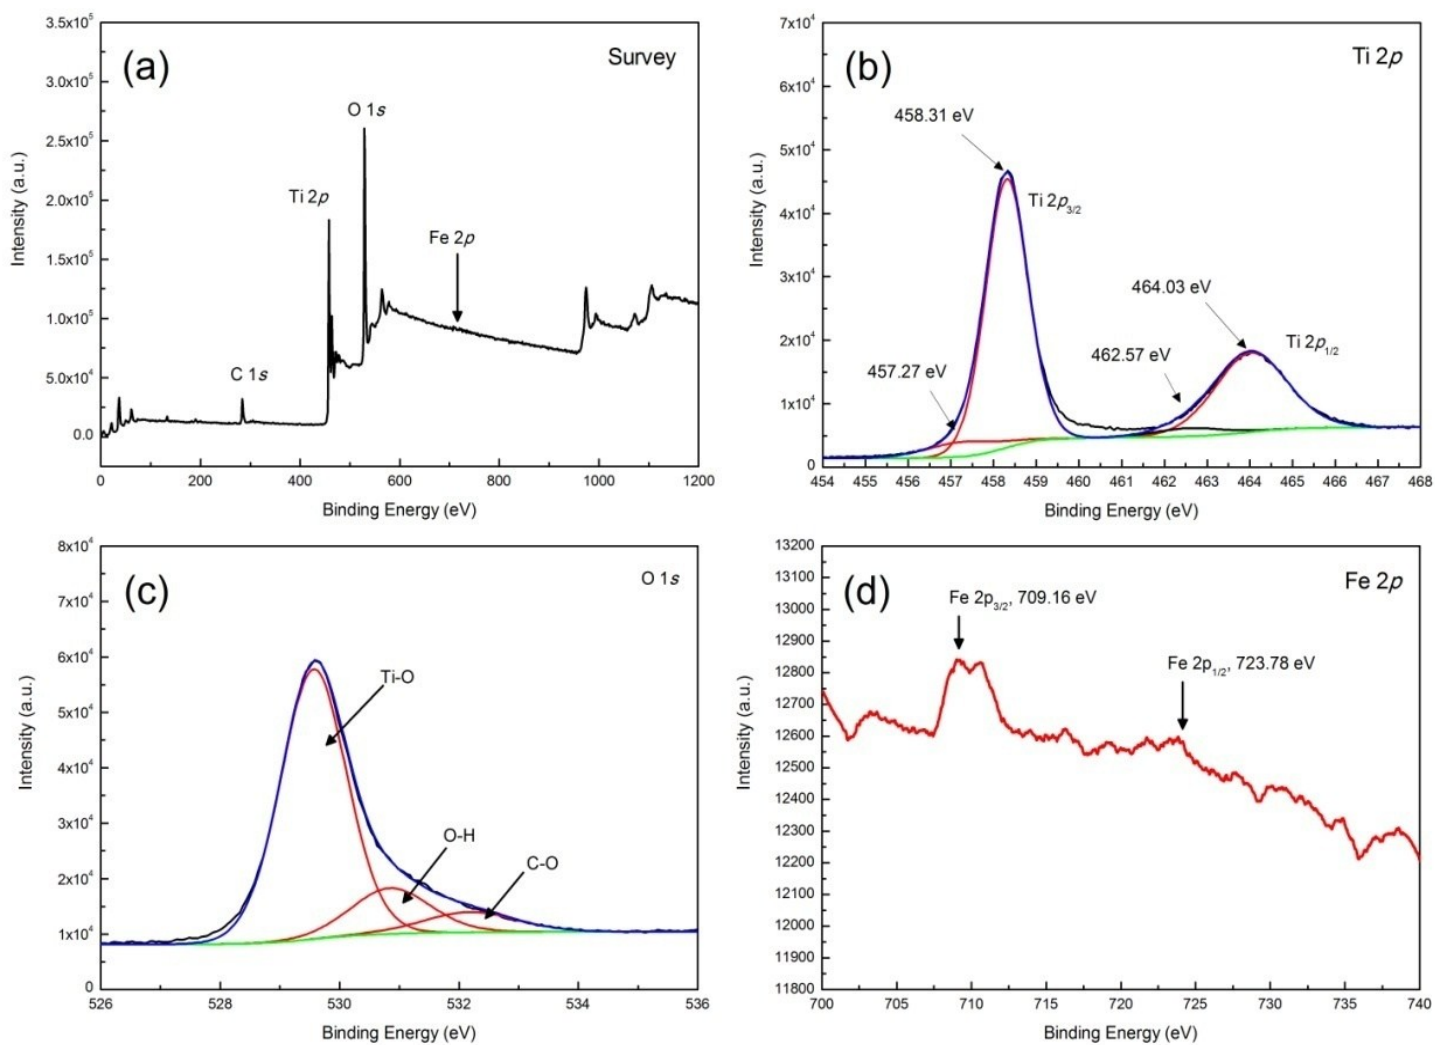 (a)
Survey
3.5x10⁵
3.0x10⁵
2.5x10⁵
2.0x10⁵
1.5x10⁵
1.0x10⁵
5.0x10⁴
0.0
Intensity (a.u.)
O 1s
Ti 2p
Fe 2p
C 1s
0 200 400 600 800 1000 1200
Binding Energy (eV)
(b)
Ti 2p
7x10⁴
6x10⁴
5x10⁴
4x10⁴
3x10⁴
2x10⁴
1x10⁴
0
Intensity (a.u.)
458.31 eV
Ti 2p₃/₂
464.03 eV
Ti 2p₁/₂
462.57 eV
457.27 eV
454 455 456 457 458 459 460 461 462 463 464 465 466 467 468
Binding Energy (eV)
(c)
O 1s
8x10⁴
7x10⁴
6x10⁴
5x10⁴
4x10⁴
3x10⁴
2x10⁴
1x10⁴
0
Intensity (a.u.)
Ti-O
O-H
C-O
526 528 530 532 534 536
Binding Energy (eV)
(d)
Fe 2p
13200
13100
13000
12900
12800
12700
12600
12500
12400
12300
12200
12100
12000
11900
11800
Intensity (a.u.)
Fe 2p₃/₂, 709.16 eV
Fe 2p₁/₂, 723.78 eV
700 705 710 715 720 725 730 735 740
Binding Energy (eV)